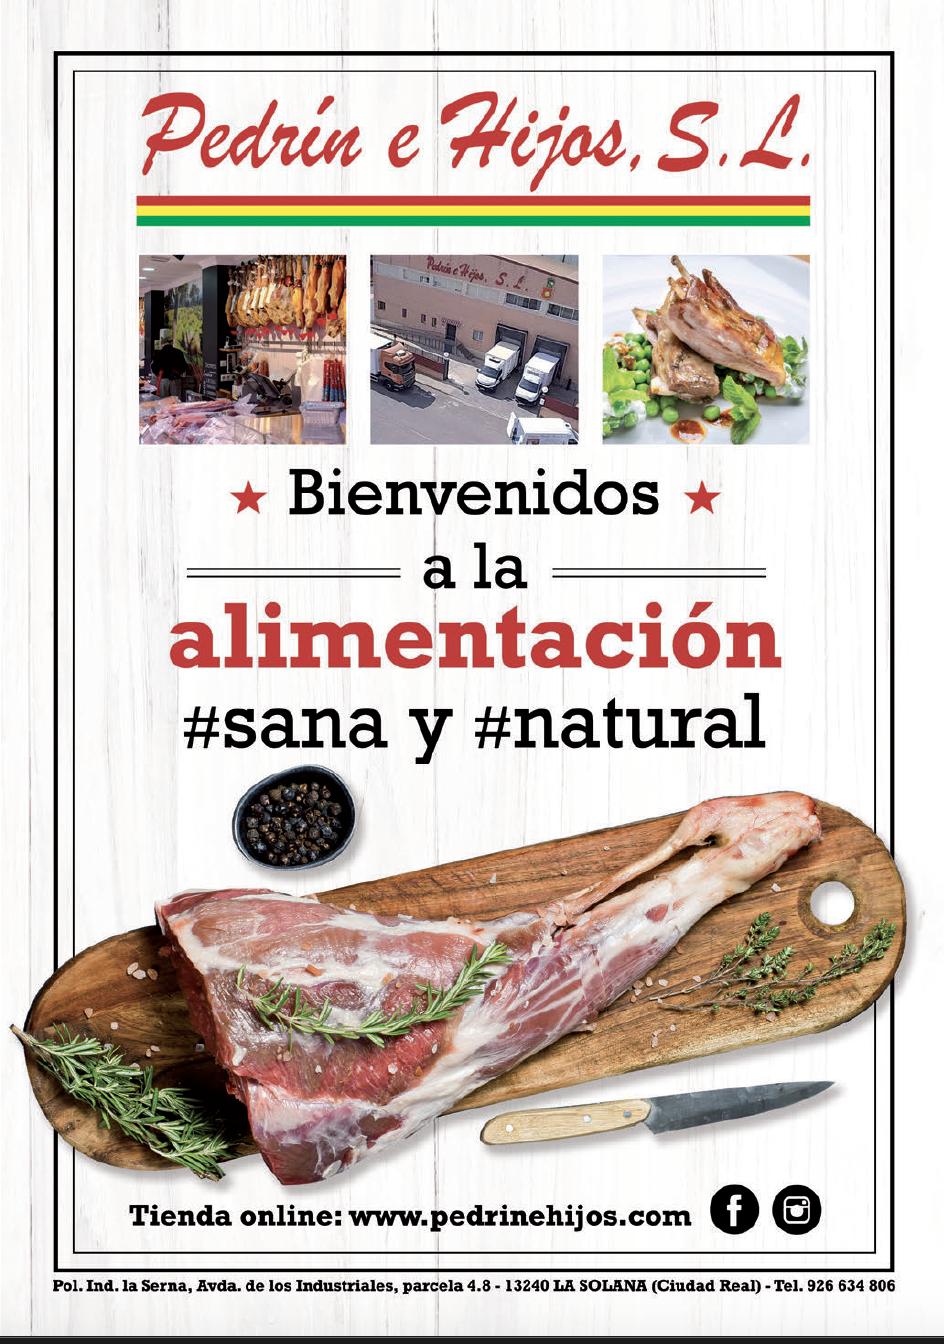 Pedrín e Hijos, S.L.
Pedrín e Hijos, S. L.
Bienvenidos
a la
alimentación
#sana y #natural
Tienda online: www.pedrinehijos.com
Pol. Ind. la Serna, Avda. de los Industriales, parcela 4.8 - 13240 LA SOLANA (Ciudad Real) - Tel. 926 634 806